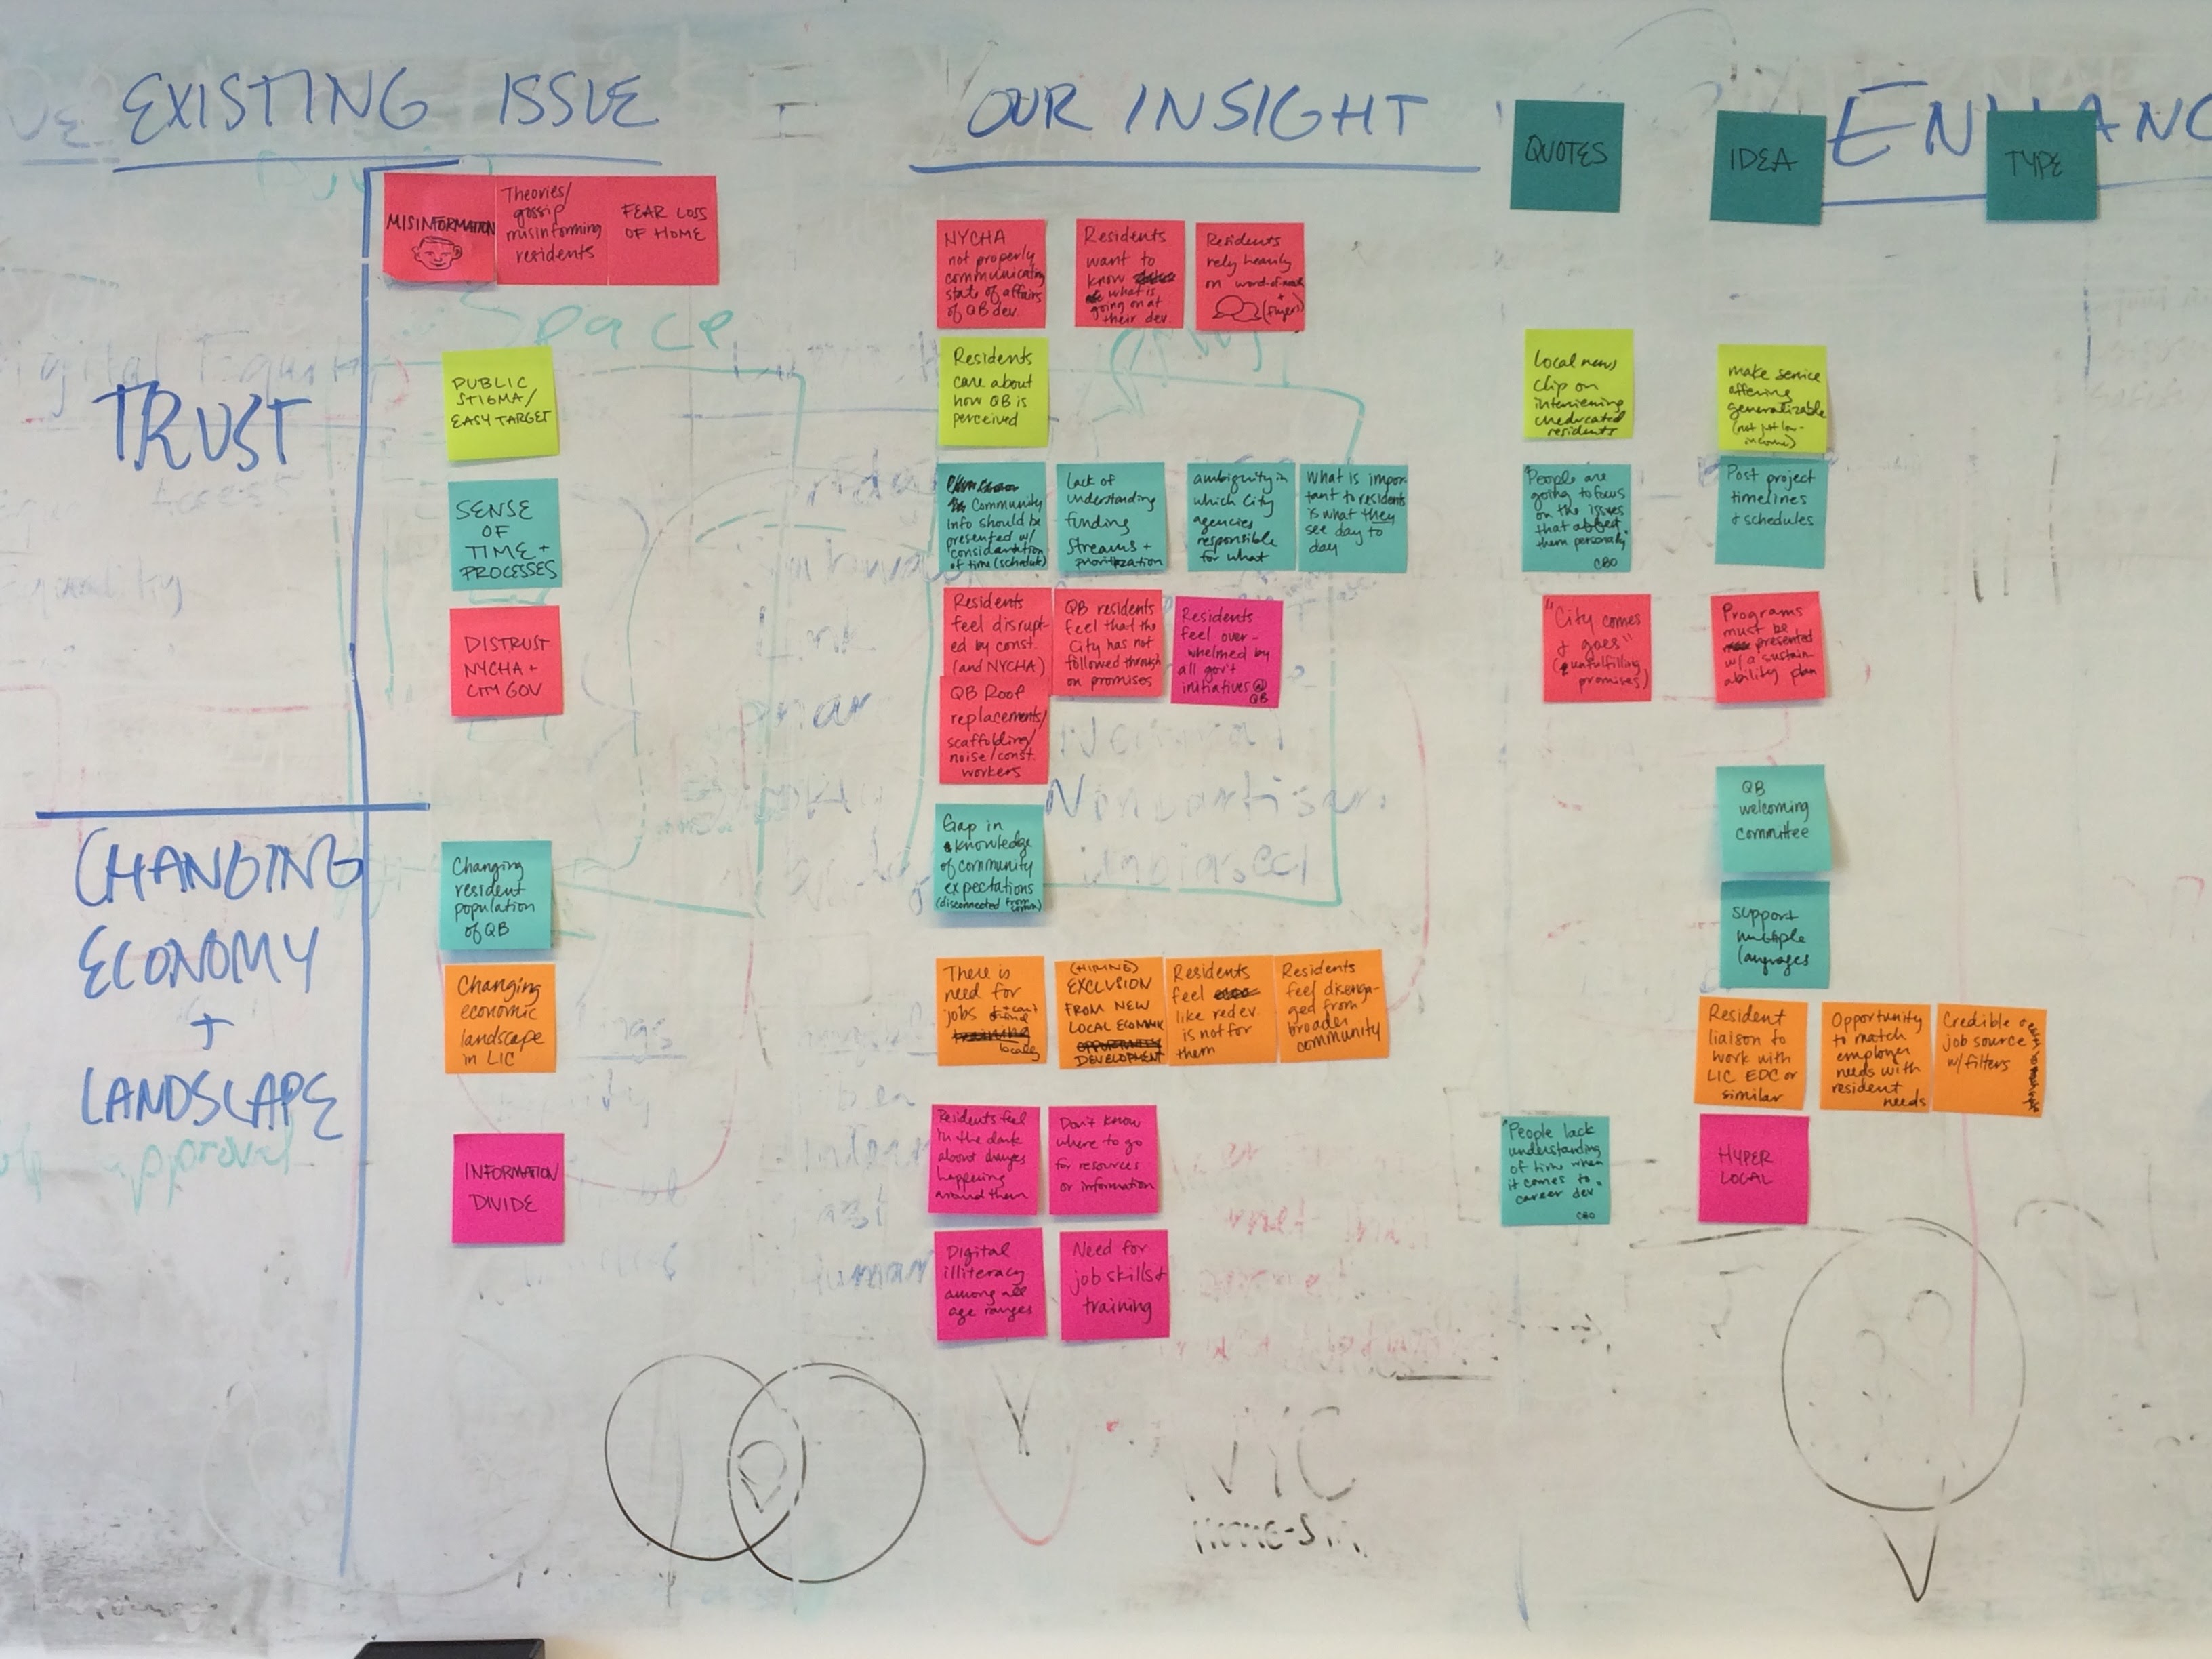 EXISTING ISSUE
OUR INSIGHT
QUOTES
IDEA
TYPE
TRUST
MISINFORMATION
Theories/
gossip
misinforming
residents
FEAR LOSS
OF HOME
NYCHA
not properly
communicating
state of affairs
of QB dev.
Residents
want to
know
what is
going on at
their dev.
Residents
rely heavily
on word-of-mouth
+
(flyers)
Space
PUBLIC
STIGMA/
EASY TARGET
Residents
care about
how QB is
perceived
Local news
clip on
interviewing
uneducated
residents
make service
offering
generalizable
(not just low-
income)
SENSE
OF
TIME +
PROCESSES
Community
info should be
presented w/
consideration
of time (schedule)
lack of
understanding
funding
streams +
prioritization
ambiguity in
which City
agencies
responsible
for what
What is impor-
tant to residents
is what they
see day to
day
"People are
going to focus
on the issues
that affect
them personally"
CBO
Post project
timelines
+ schedules
DISTRUST
NYCHA +
CITY GOV
Residents
feel disrupt-
ed by const.
(and NYCHA)
QB residents
feel that the
City has not
followed through
on promises
Residents
feel over-
whelmed by
all gov't
initiatives @
QB
QB Roof
replacements/
scaffolding/
noise/const.
workers
"City comes
+ goes"
(unfulfilling
promises)
Programs
must be
presented
w/ a sustain-
ability plan
CHANGING
ECONOMY
+
LANDSCAPE
Changing
resident
population
of QB
Gap in
knowledge
of community
expectations
(disconnected from
QB
welcoming
committee
support
multiple
languages
Changing
economic
landscape
in LIC
There is
need for
jobs
locally
(HIRING)
EXCLUSION
FROM NEW
LOCAL ECONOMIC
OPPORTUNITY
DEVELOPMENT
Residents
feel
like redev.
is not for
them
Residents
feel disenga-
ged from
broader
community
Resident
liaison to
work with
LIC EDC or
similar
Opportunity
to match
employer
needs with
resident
needs
Credible
job source
w/ filters
INFORMATION
DIVIDE
Residents feel
in the dark
about changes
happening
around them
Don't know
where to go
for resources
or information
"People lack
understanding
of time when
it comes to
career dev."
CBO
HYPER
LOCAL
Digital
illiteracy
among all
age ranges
Need for
job skills +
training